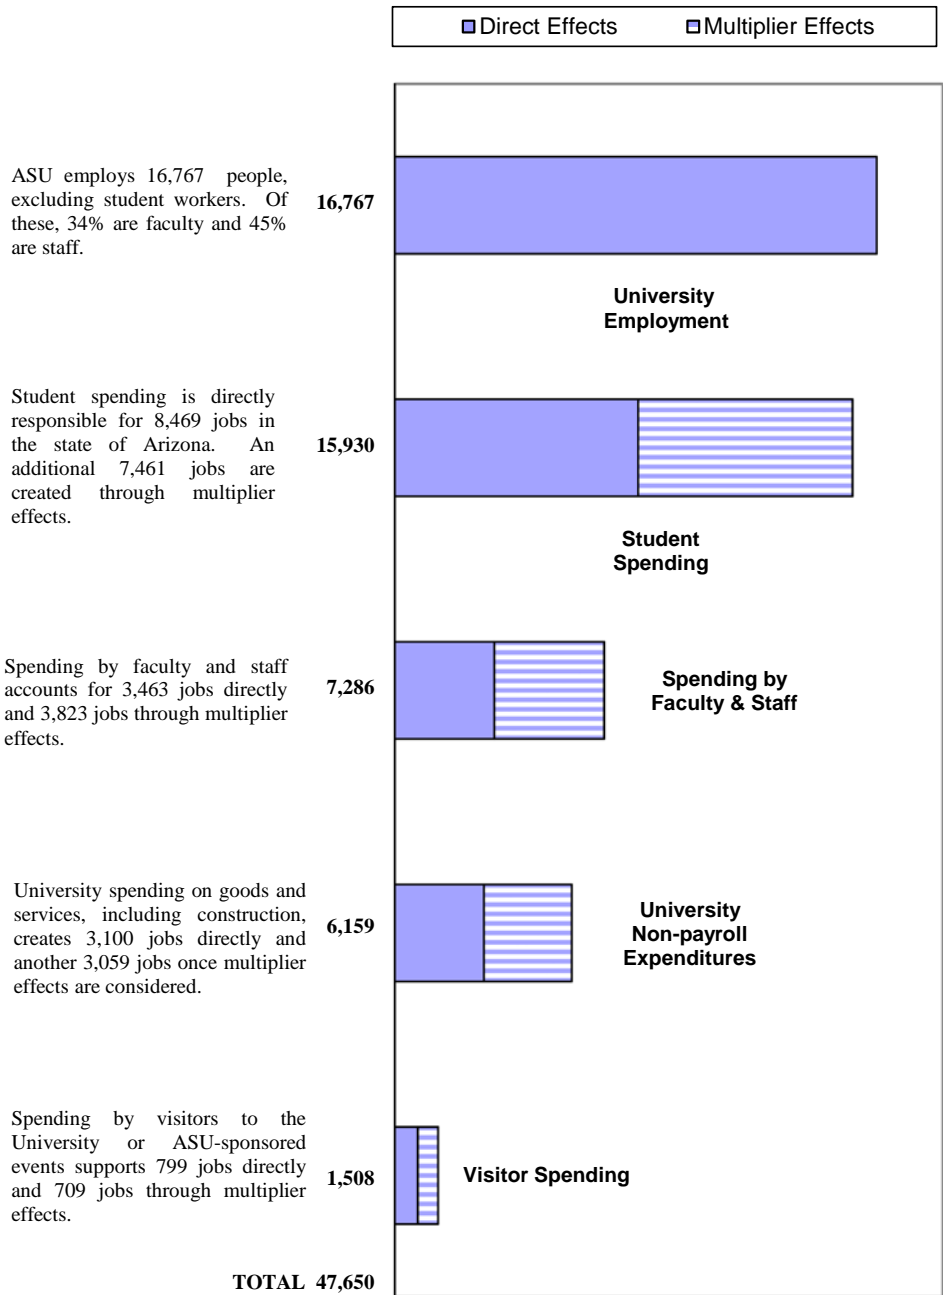 Direct Effects Multiplier Effects
ASU employs 16,767 people,
excluding student workers. Of
these, 34% are faculty and 45%
are staff.
16,767
University
Employment
Student spending is directly
responsible for 8,469 jobs in
the state of Arizona. An
additional 7,461 jobs are
created through multiplier
effects.
15,930
Student
Spending
Spending by faculty and staff
accounts for 3,463 jobs directly
and 3,823 jobs through multiplier
effects.
7,286
Spending by
Faculty & Staff
University spending on goods and
services, including construction,
creates 3,100 jobs directly and
another 3,059 jobs once multiplier
effects are considered.
6,159
University
Non-payroll
Expenditures
Spending by visitors to the
University or ASU-sponsored
events supports 799 jobs directly
and 709 jobs through multiplier
effects.
1,508
Visitor Spending
TOTAL 47,650